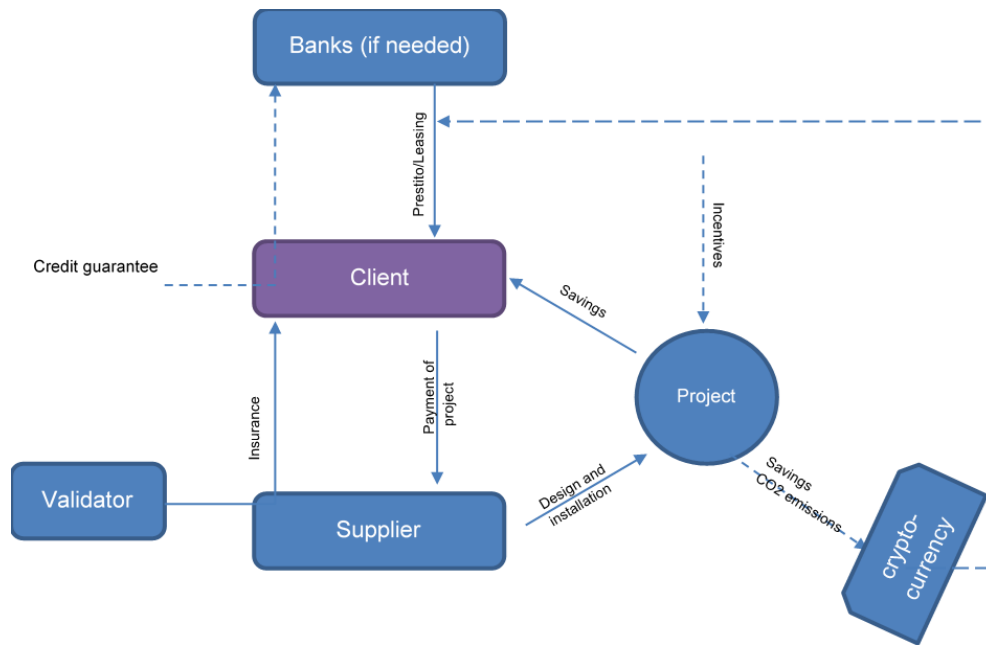 Banks (if needed)
Prestito/Leasing
Incentives
Credit guarantee
Client
Savings
Project
Insurance
Payment of
project
Validator
Supplier
Design and
installation
Savings
CO2 emissions
crypto-
currency